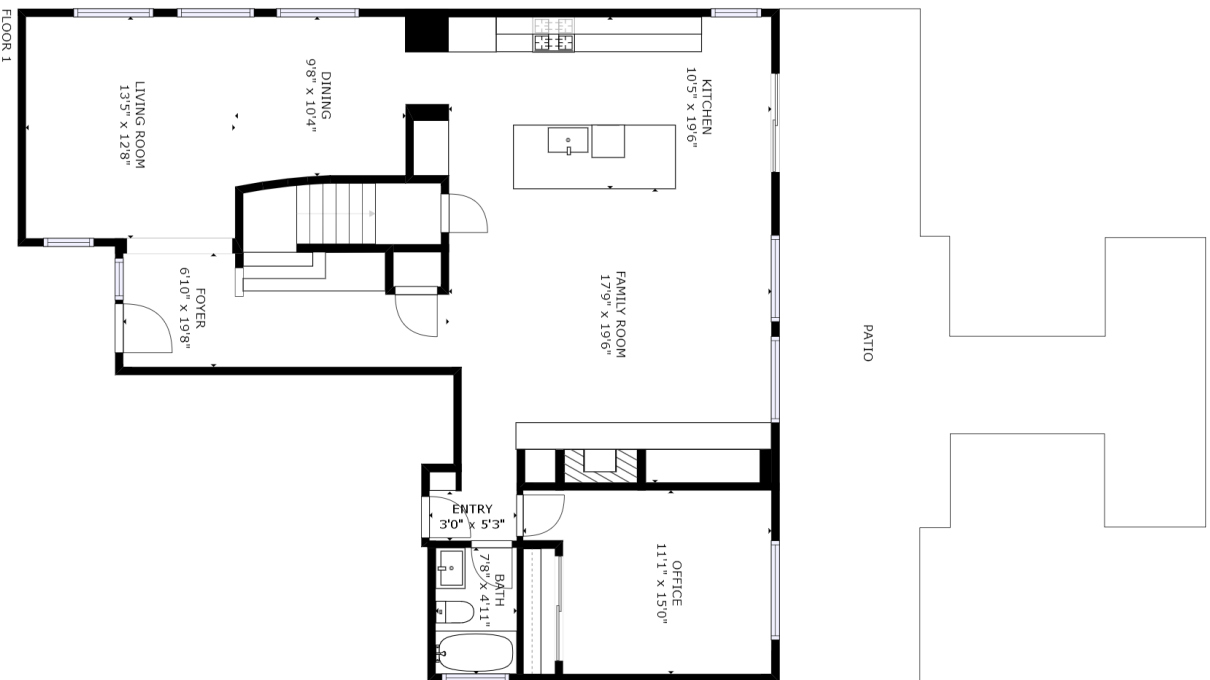 FLOOR 1
LIVING ROOM
13'5" x 12'8"
DINING
9'8" x 10'4"
KITCHEN
10'5" x 19'6"
FOYER
6'10" x 19'8"
FAMILY ROOM
17'9" x 19'6"
PATIO
ENTRY
3'0" x 5'3"
BATH
7'8" x 4'11"
OFFICE
11'1" x 15'0"